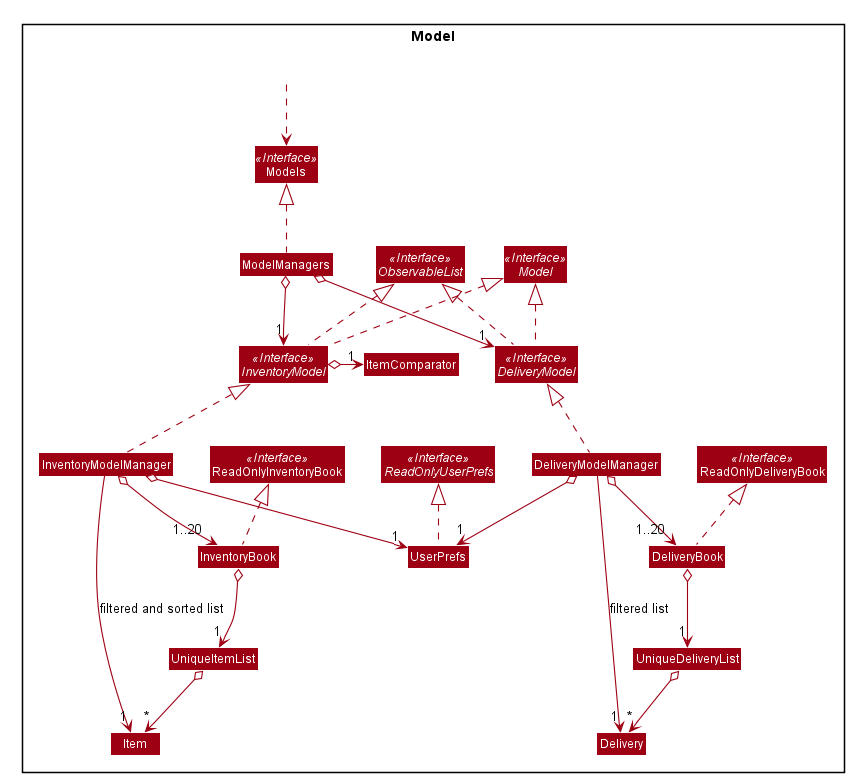 Model
«Interface»
Models
ModelManagers
«Interface»
ObservableList
«Interface»
Model
1
1
«Interface»
InventoryModel
1
ItemComparator
«Interface»
DeliveryModel
InventoryModelManager
«Interface»
ReadOnlyInventoryBook
«Interface»
ReadOnlyUserPrefs
DeliveryModelManager
«Interface»
ReadOnlyDeliveryBook
1..20
1
1
1..20
InventoryBook
UserPrefs
DeliveryBook
filtered and sorted list
filtered list
1
1
UniqueItemList
UniqueDeliveryList
1
*
1
*
Item
Delivery